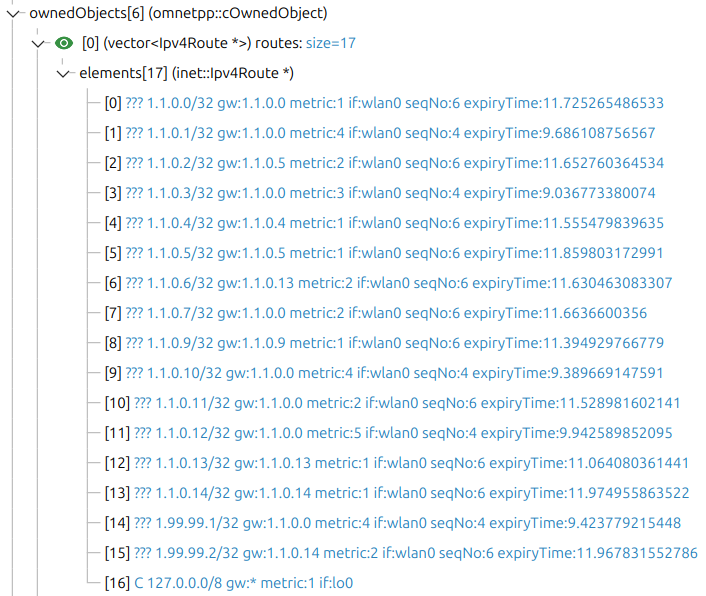 ownedObjects[6] (omnetpp::cOwnedObject)
[0] (vector<Ipv4Route *>) routes: size=17
elements[17] (inet::Ipv4Route *)
[0] ??? 1.1.0.0/32 gw:1.1.0.0 metric:1 if:wlan0 seqNo:6 expiryTime:11.725265486533
[1] ??? 1.1.0.1/32 gw:1.1.0.0 metric:4 if:wlan0 seqNo:4 expiryTime:9.686108756567
[2] ??? 1.1.0.2/32 gw:1.1.0.5 metric:2 if:wlan0 seqNo:6 expiryTime:11.652760364534
[3] ??? 1.1.0.3/32 gw:1.1.0.0 metric:3 if:wlan0 seqNo:4 expiryTime:9.036773380074
[4] ??? 1.1.0.4/32 gw:1.1.0.4 metric:1 if:wlan0 seqNo:6 expiryTime:11.555479839635
[5] ??? 1.1.0.5/32 gw:1.1.0.5 metric:1 if:wlan0 seqNo:6 expiryTime:11.859803172991
[6] ??? 1.1.0.6/32 gw:1.1.0.13 metric:2 if:wlan0 seqNo:6 expiryTime:11.630463083307
[7] ??? 1.1.0.7/32 gw:1.1.0.0 metric:2 if:wlan0 seqNo:6 expiryTime:11.6636600356
[8] ??? 1.1.0.9/32 gw:1.1.0.9 metric:1 if:wlan0 seqNo:6 expiryTime:11.394929766779
[9] ??? 1.1.0.10/32 gw:1.1.0.0 metric:4 if:wlan0 seqNo:4 expiryTime:9.389669147591
[10] ??? 1.1.0.11/32 gw:1.1.0.0 metric:2 if:wlan0 seqNo:6 expiryTime:11.528981602141
[11] ??? 1.1.0.12/32 gw:1.1.0.0 metric:5 if:wlan0 seqNo:4 expiryTime:9.942589852095
[12] ??? 1.1.0.13/32 gw:1.1.0.13 metric:1 if:wlan0 seqNo:6 expiryTime:11.064080361441
[13] ??? 1.1.0.14/32 gw:1.1.0.14 metric:1 if:wlan0 seqNo:6 expiryTime:11.974955863522
[14] ??? 1.99.99.1/32 gw:1.1.0.0 metric:4 if:wlan0 seqNo:4 expiryTime:9.423779215448
[15] ??? 1.99.99.2/32 gw:1.1.0.14 metric:2 if:wlan0 seqNo:6 expiryTime:11.967831552786
[16] C 127.0.0.0/8 gw:* metric:1 if:lo0